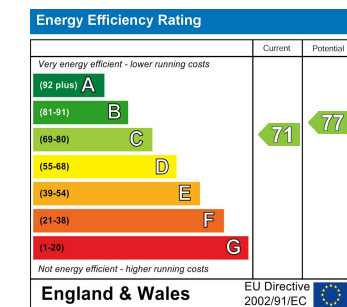 Energy Efficiency Rating
Current Potential
Very energy efficient - lower running costs
(92 plus) A
(81-91) B
(69-80) C
(55-68) D
(39-54) E
(21-38) F
(1-20) G
71
77
Not energy efficient - higher running costs
England & Wales
EU Directive
2002/91/EC